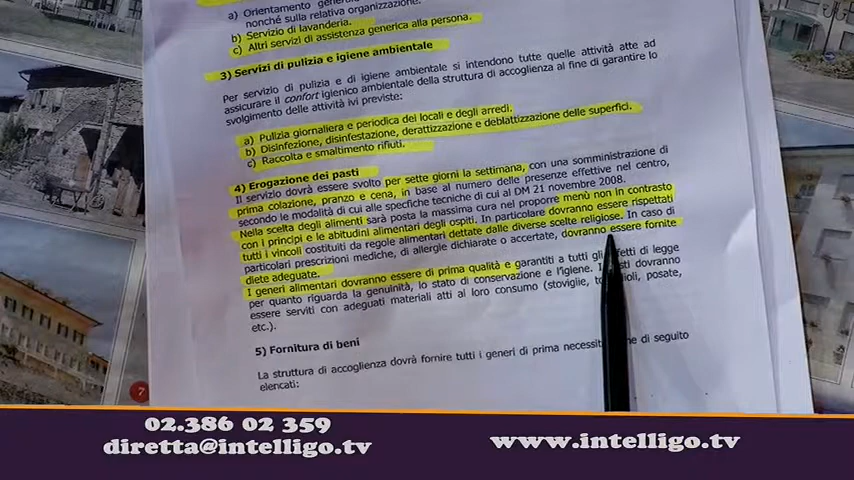 a) Orientamento
nonché sulla relativa organizzazione.
b) Servizio di lavanderia.
c) Altri servizi di assistenza generica alla persona.
3) Servizi di pulizia e igiene ambientale
Per servizio di pulizia e di igiene ambientale si intendono tutte quelle attività atte ad
assicurare il confort igienico ambientale della struttura di accoglienza al fine di garantire lo
svolgimento delle attività ivi previste:
a) Pulizia giornaliera e periodica dei locali e degli arredi.
b) Disinfezione, disinfestazione, derattizzazione e deblattizzazione delle superfici.
c) Raccolta e smaltimento rifiuti.
4) Erogazione dei pasti
Il servizio dovrà essere svolto per sette giorni la settimana, con una somministrazione di
prima colazione, pranzo e cena, in base al numero delle presenze effettive nel centro,
secondo le modalità di cui alle specifiche tecniche di cui al DM 21 novembre 2008.
Nella scelta degli alimenti sarà posta la massima cura nel proporre menù non in contrasto
con i principi e le abitudini alimentari degli ospiti. In particolare dovranno essere rispettati
tutti i vincoli costituiti da regole alimentari dettate dalle diverse scelte religiose. In caso di
particolari prescrizioni mediche, di allergie dichiarate o accertate, dovranno essere fornite
diete adeguate.
I generi alimentari dovranno essere di prima qualità e garantiti a tutti gli effetti di legge
per quanto riguarda la genuinità, lo stato di conservazione e l'igiene. I dovranno
essere serviti con adeguati materiali atti al loro consumo (stoviglie, posate,
etc.).
5) Fornitura di beni
La struttura di accoglienza dovrà fornire tutti i generi di prima di seguito
elencati:
7
02.386 02 359
diretta@intelligo.tv
www.intelligo.tv